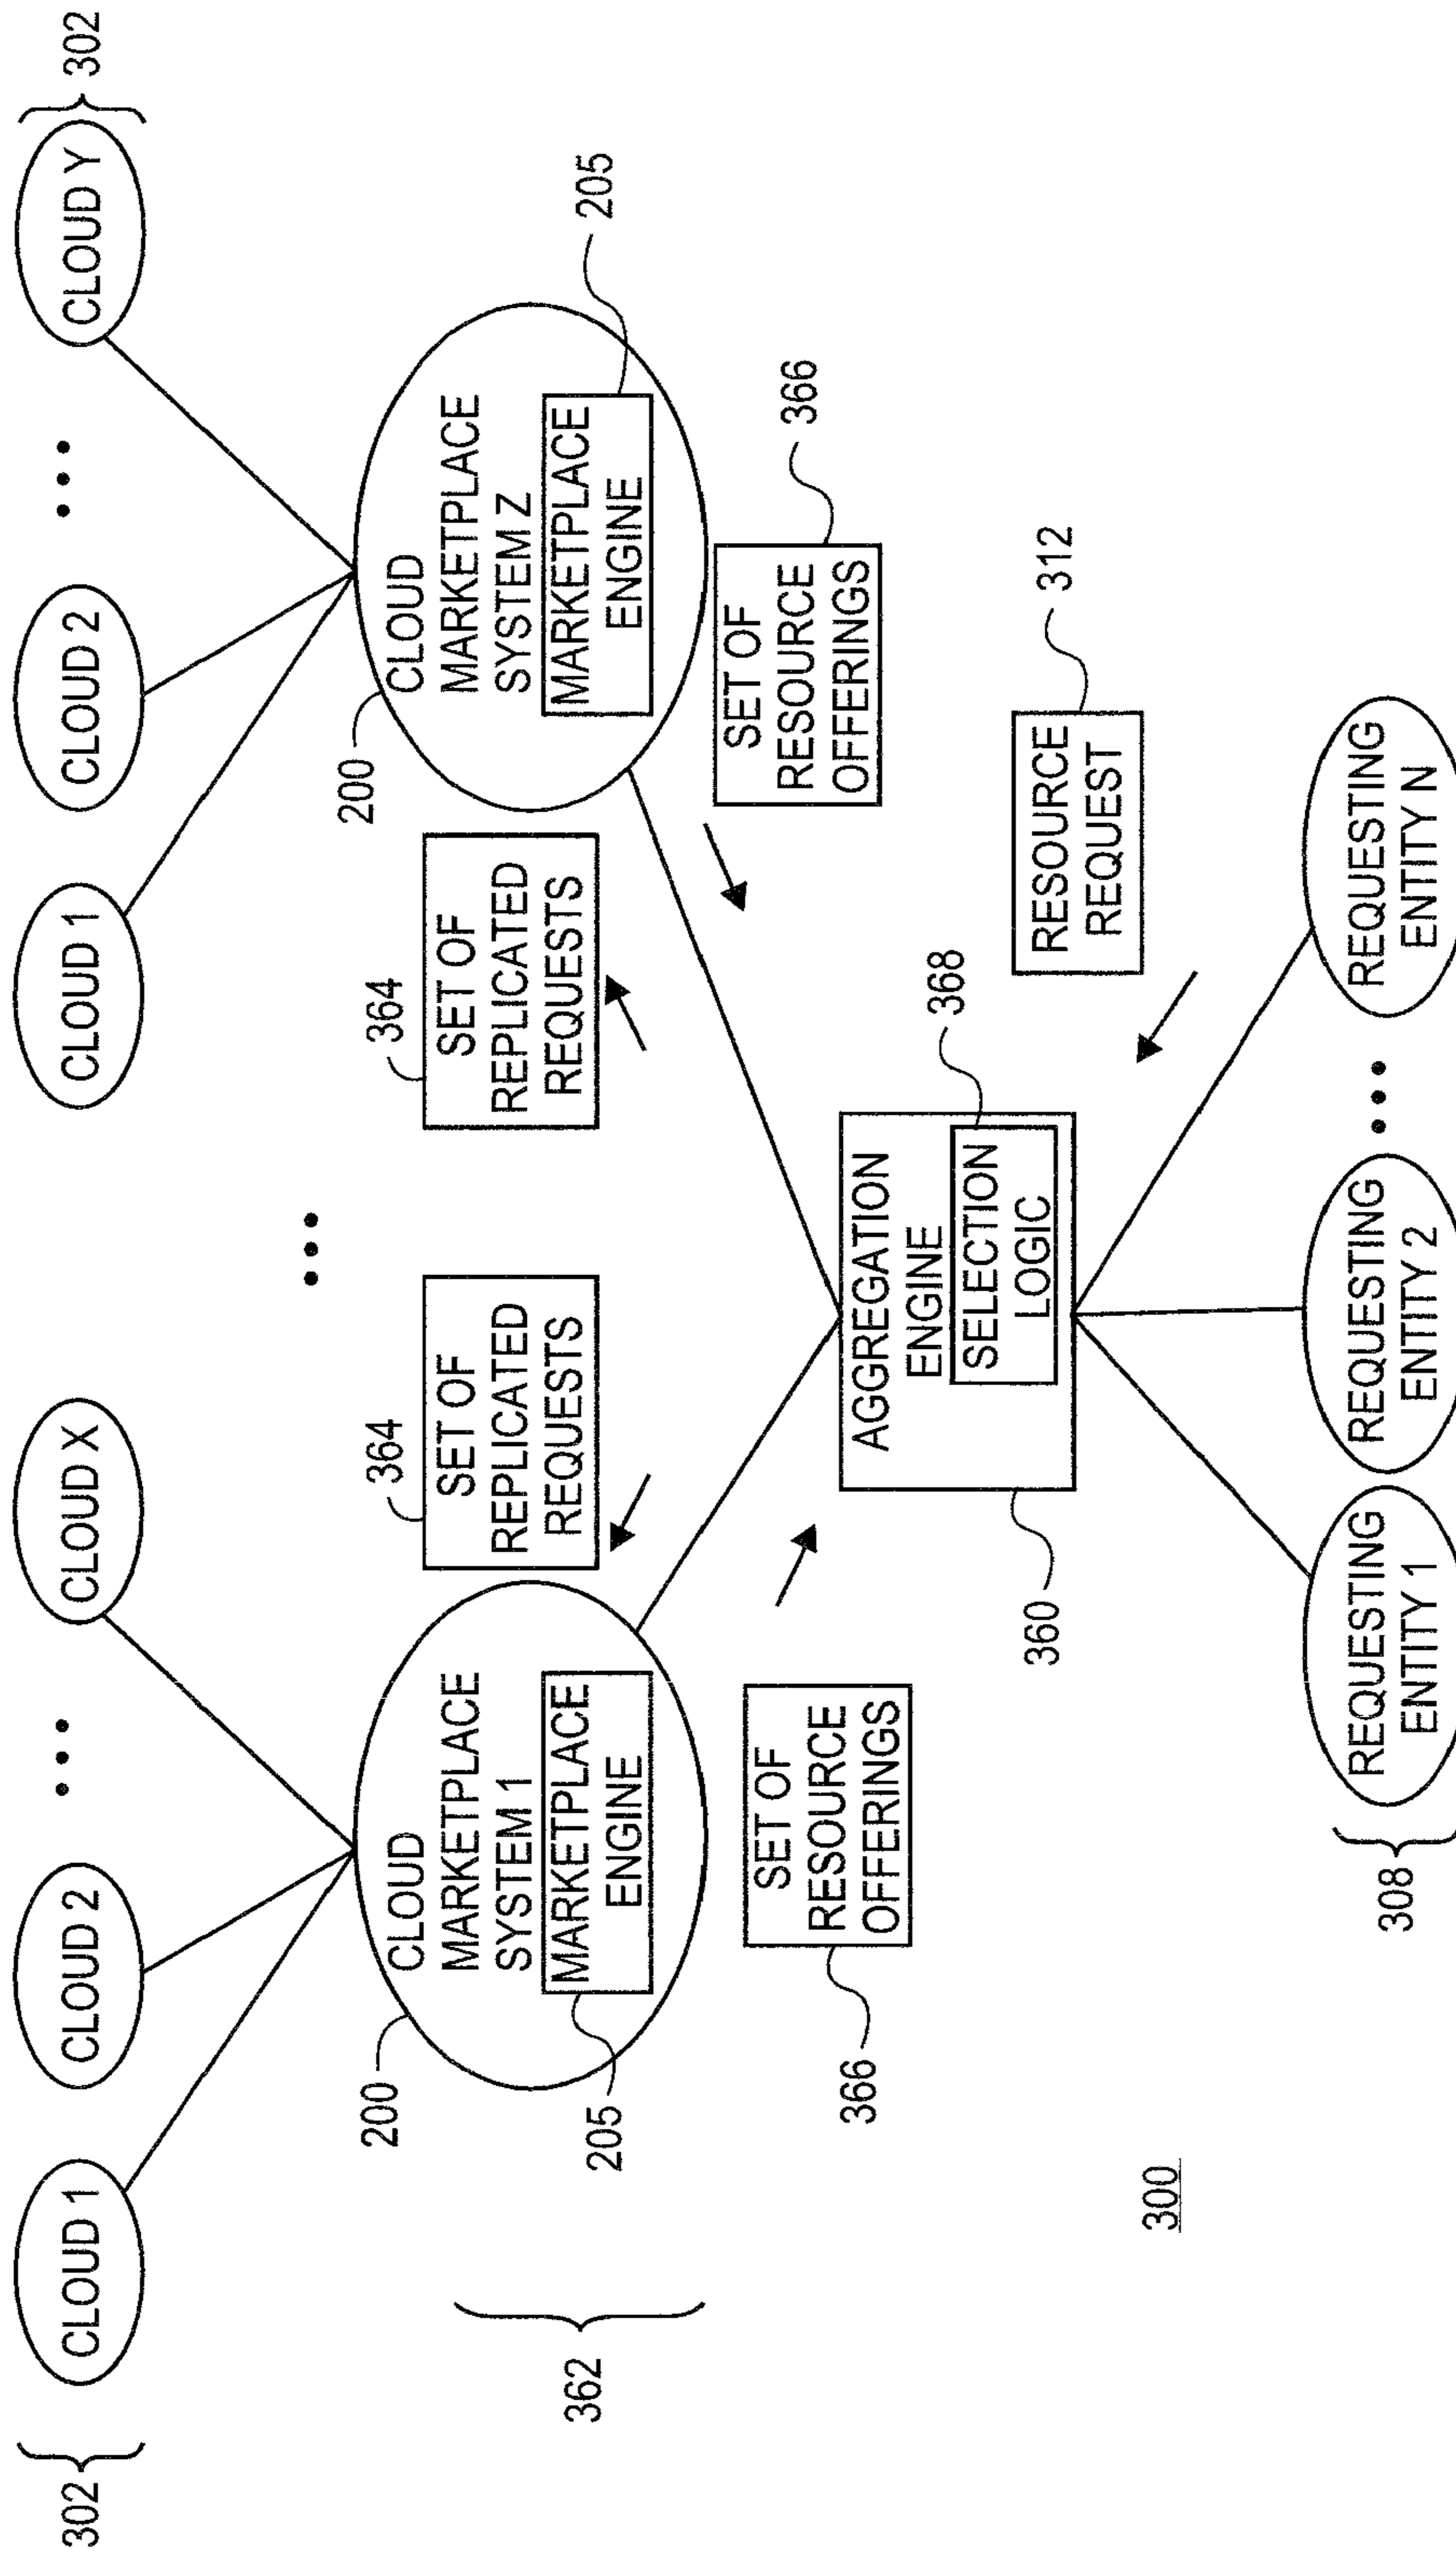 302
302
CLOUD 1
CLOUD 2
CLOUD X
CLOUD 1
CLOUD 2
CLOUD Y
362
200
CLOUD
MARKETPLACE
SYSTEM 1
MARKETPLACE
ENGINE
205
364
SET OF
REPLICATED
REQUESTS
364
SET OF
REPLICATED
REQUESTS
200
CLOUD
MARKETPLACE
SYSTEM Z
MARKETPLACE
ENGINE
205
366
SET OF
RESOURCE
OFFERINGS
SET OF
RESOURCE
OFFERINGS
366
360
AGGREGATION
ENGINE
SELECTION
LOGIC
368
RESOURCE
REQUEST
312
300
308
REQUESTING
ENTITY 1
REQUESTING
ENTITY 2
REQUESTING
ENTITY N